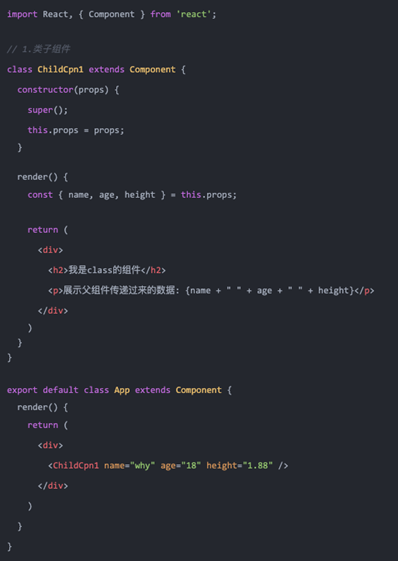 import React, { Component } from 'react';
// 1.类子组件
class ChildCpn1 extends Component {
constructor(props) {
super();
this.props = props;
}
render() {
const { name, age, height } = this.props;
return (
<div>
<h2>我是class的组件</h2>
<p>展示父组件传递过来的数据: {name + " " + age + " " + height}</p>
</div>
)
}
}
export default class App extends Component {
render() {
return (
<div>
<ChildCpn1 name="why" age="18" height="1.88" />
</div>
)
}
}